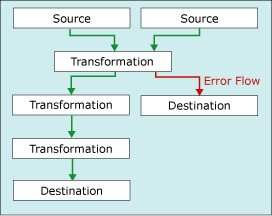 Source
Source
Transformation
Error Flow
Transformation
Destination
Transformation
Destination